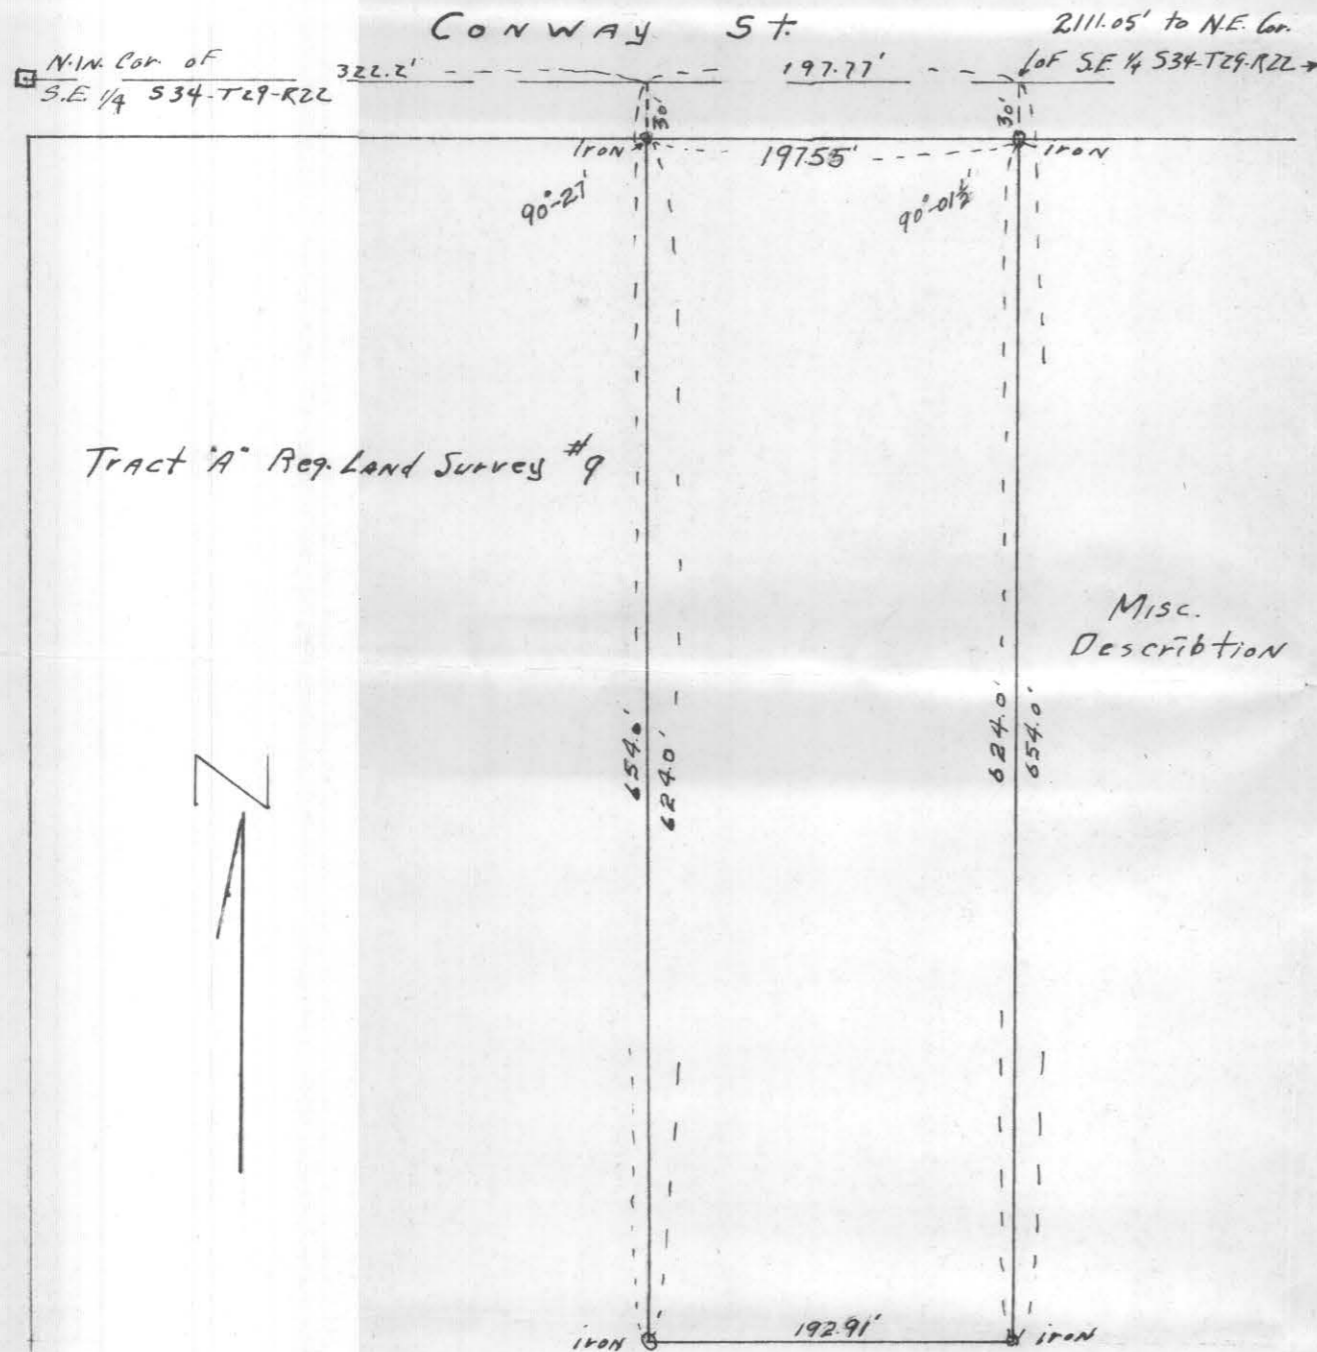 CONWAY ST.
2111.05' to N.E. Cor.
of S.E. 1/4 S34-T29-R22
N.W. Cor. of
S.E. 1/4 S34-T29-R22
322.2'
197.77'
30'
30'
iron
197.55'
iron
90°-27'
90°-01½'
Tract "A" Reg. Land Survey #9
Misc.
Describtion
N
654.0'
624.0'
624.0'
654.0'
iron
192.91'
iron